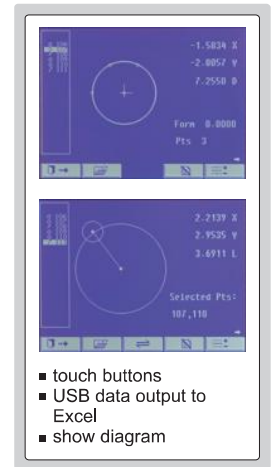 -1.5034 X
-2.0057 Y
7.2550 D
Form 0.0000
Pts 3
2.2139 X
2.9535 Y
3.6911 L
Selected Pts:
107,110
■ touch buttons
■ USB data output to
Excel
■ show diagram